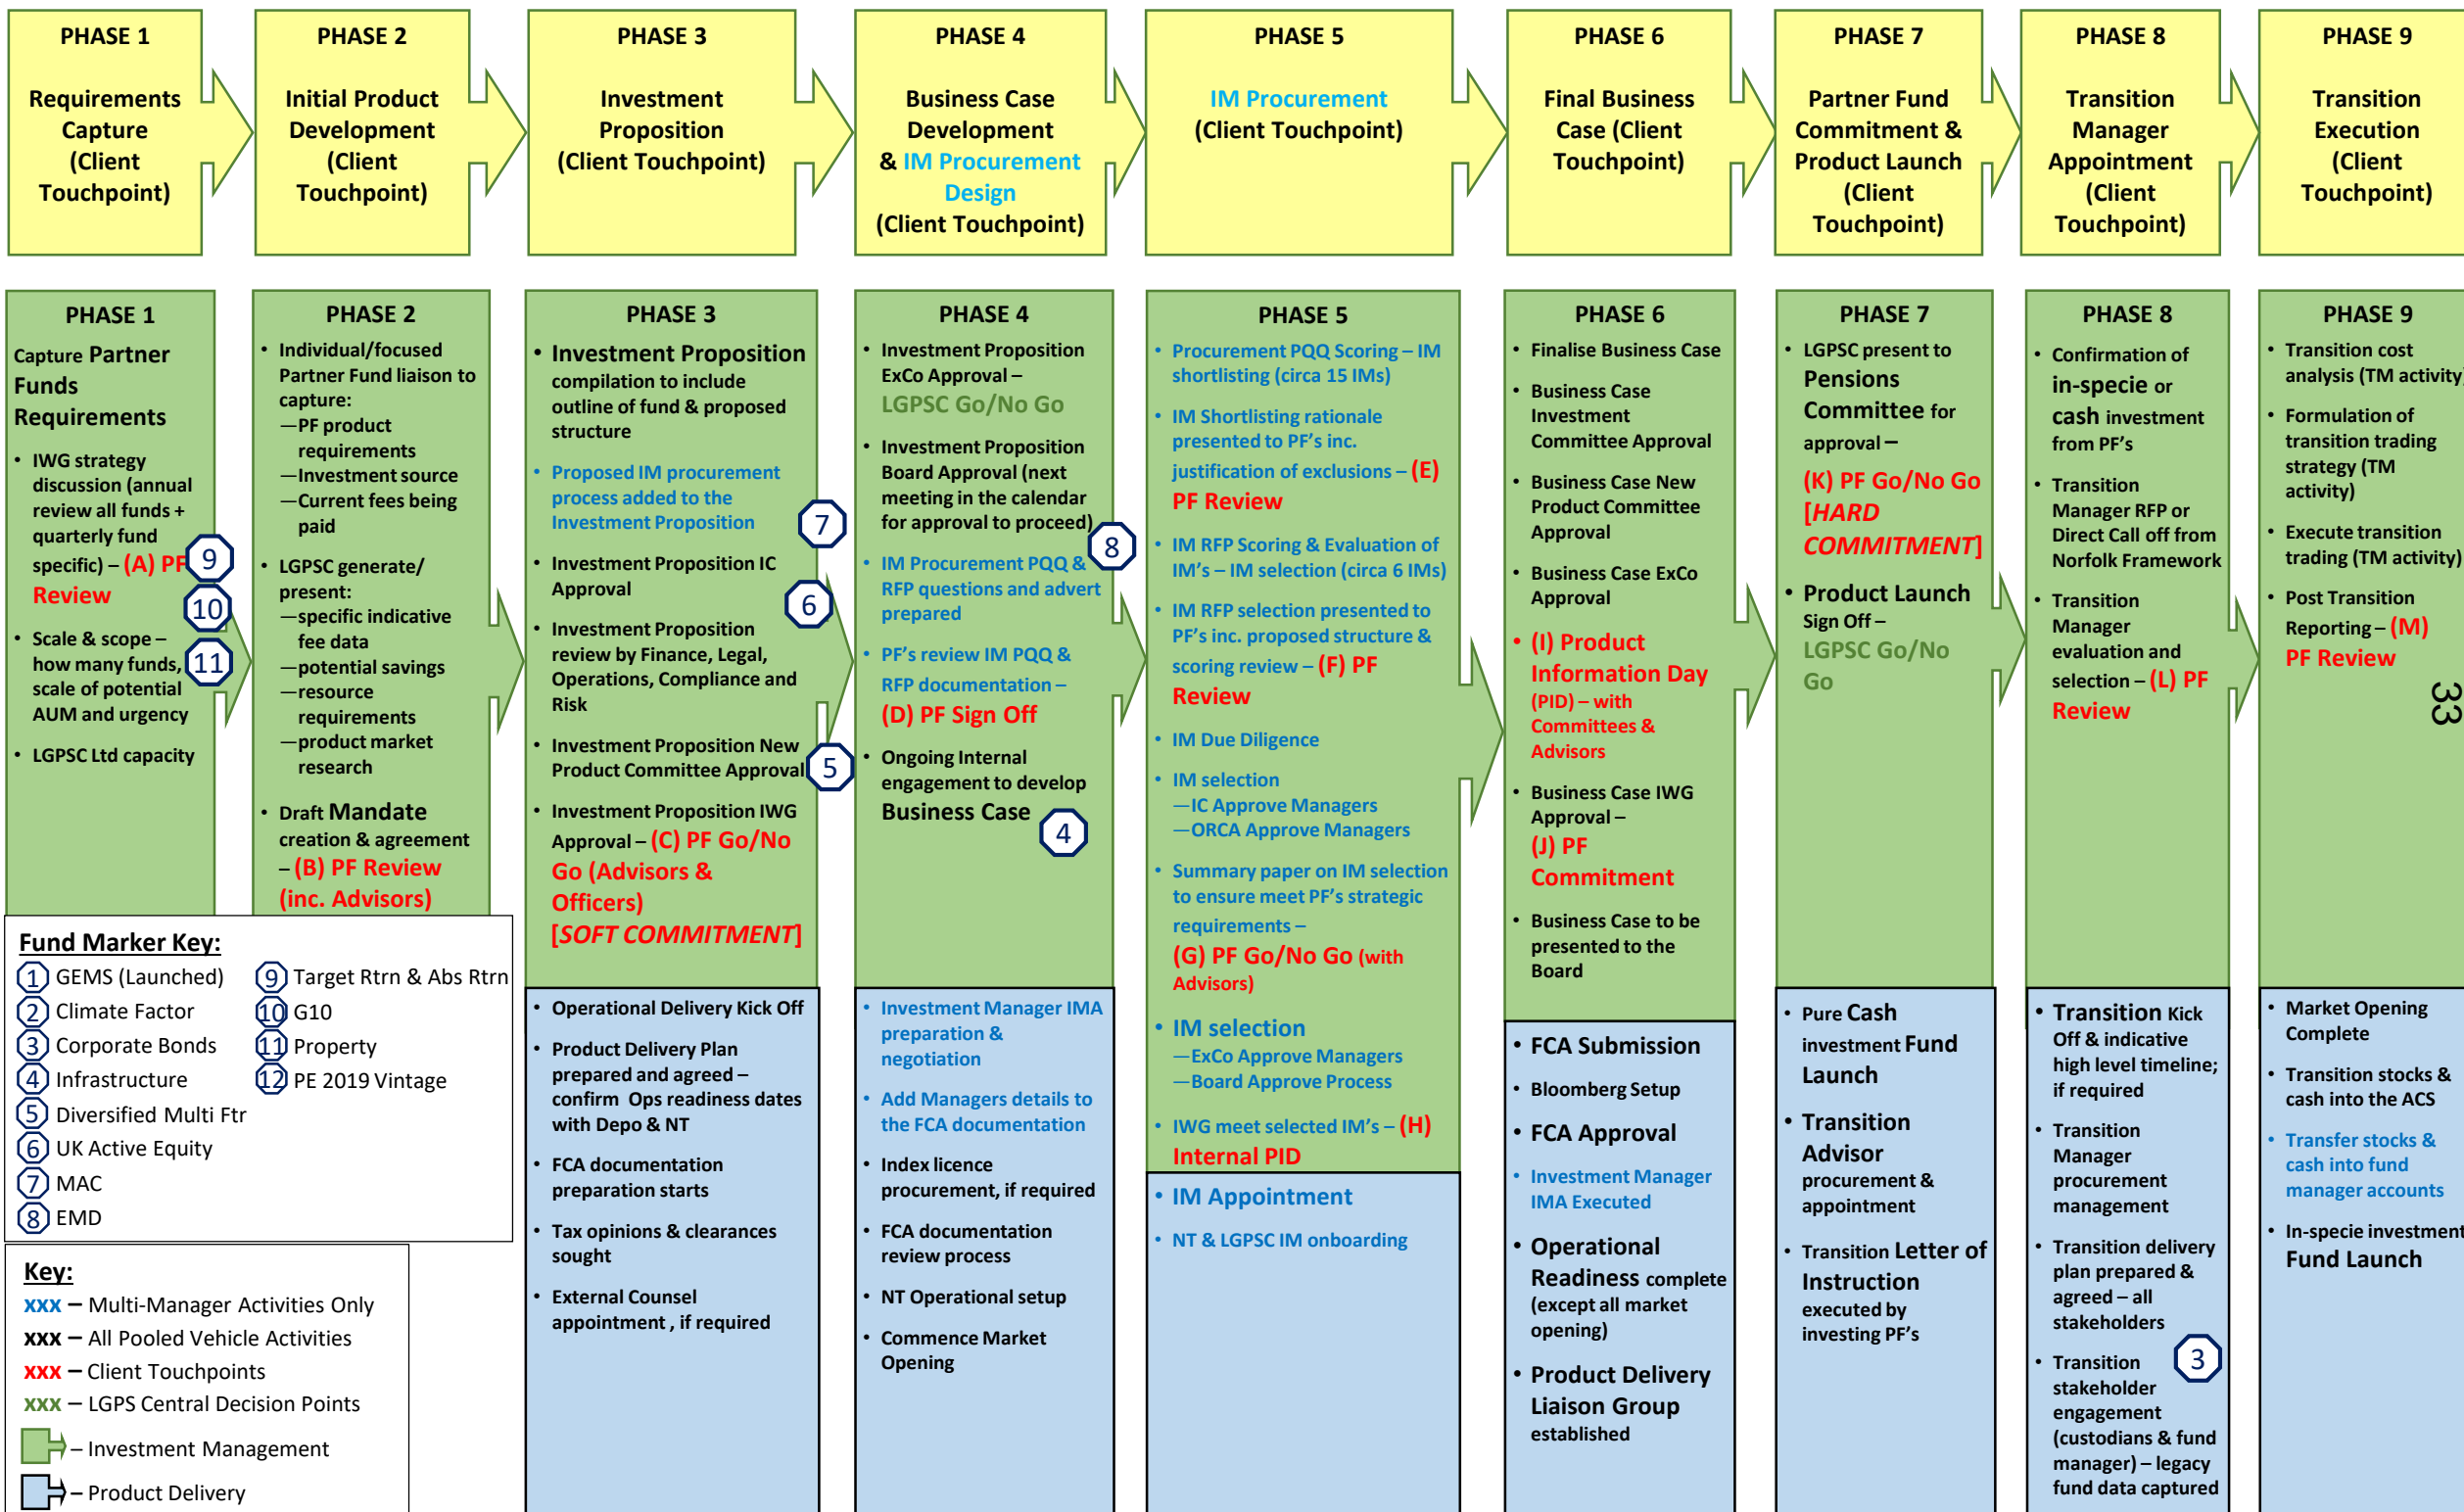 PHASE 1
Requirements
Capture
(Client
Touchpoint)
PHASE 2
Initial Product
Development
(Client
Touchpoint)
PHASE 3
Investment
Proposition
(Client Touchpoint)
PHASE 4
Business Case
Development
& IM Procurement
Design
(Client Touchpoint)
PHASE 5
IM Procurement
(Client Touchpoint)
PHASE 6
Final Business
Case (Client
Touchpoint)
PHASE 7
Partner Fund
Commitment &
Product Launch
(Client
Touchpoint)
PHASE 8
Transition
Manager
Appointment
(Client
Touchpoint)
PHASE 9
Transition
Execution
(Client
Touchpoint)
PHASE 1
Capture Partner
Funds
Requirements
• IWG strategy
discussion (annual
review all funds +
quarterly fund
specific) – (A) PF
Review
• Scale & scope –
how many funds,
scale of potential
AUM and urgency
• LGPSC Ltd capacity
9
10
11
PHASE 2
• Individual/focused
Partner Fund liaison to
capture:
—PF product
requirements
—Investment source
—Current fees being
paid
• LGPSC generate/
present:
—specific indicative
fee data
—potential savings
—resource
requirements
—product market
research
• Draft Mandate
creation & agreement
– (B) PF Review
(inc. Advisors)
PHASE 3
• Investment Proposition
compilation to include
outline of fund & proposed
structure
• Proposed IM procurement
process added to the
Investment Proposition
• Investment Proposition IC
Approval
• Investment Proposition
review by Finance, Legal,
Operations, Compliance and
Risk
• Investment Proposition New
Product Committee Approval
• Investment Proposition IWG
Approval – (C) PF Go/No
Go (Advisors &
Officers)
[SOFT COMMITMENT]
7
6
5
• Operational Delivery Kick Off
• Product Delivery Plan
prepared and agreed –
confirm Ops readiness dates
with Depo & NT
• FCA documentation
preparation starts
• Tax opinions & clearances
sought
• External Counsel
appointment , if required
PHASE 4
• Investment Proposition
ExCo Approval –
LGPSC Go/No Go
• Investment Proposition
Board Approval (next
meeting in the calendar
for approval to proceed)
• IM Procurement PQQ &
RFP questions and advert
prepared
• PF's review IM PQQ &
RFP documentation –
(D) PF Sign Off
• Ongoing Internal
engagement to develop
Business Case
8
4
• Investment Manager IMA
preparation &
negotiation
• Add Managers details to
the FCA documentation
• Index licence
procurement, if required
• FCA documentation
review process
• NT Operational setup
• Commence Market
Opening
PHASE 5
• Procurement PQQ Scoring – IM
shortlisting (circa 15 IMs)
• IM Shortlisting rationale
presented to PF's inc.
justification of exclusions – (E)
PF Review
• IM RFP Scoring & Evaluation of
IM's – IM selection (circa 6 IMs)
• IM RFP selection presented to
PF's inc. proposed structure &
scoring review – (F) PF
Review
• IM Due Diligence
• IM selection
—IC Approve Managers
—ORCA Approve Managers
• Summary paper on IM selection
to ensure meet PF's strategic
requirements –
(G) PF Go/No Go (with
Advisors)
• IM selection
—ExCo Approve Managers
—Board Approve Process
• IWG meet selected IM's – (H)
Internal PID
• IM Appointment
• NT & LGPSC IM onboarding
PHASE 6
• Finalise Business Case
• Business Case
Investment
Committee Approval
• Business Case New
Product Committee
Approval
• Business Case ExCo
Approval
• (I) Product
Information Day
(PID) – with
Committees &
Advisors
• Business Case IWG
Approval –
(J) PF
Commitment
• Business Case to be
presented to the
Board
• FCA Submission
• Bloomberg Setup
• FCA Approval
• Investment Manager
IMA Executed
• Operational
Readiness complete
(except all market
opening)
• Product Delivery
Liaison Group
established
PHASE 7
• LGPSC present to
Pensions
Committee for
approval –
(K) PF Go/No Go
[HARD
COMMITMENT]
• Product Launch
Sign Off –
LGPSC Go/No
Go
• Pure Cash
investment Fund
Launch
• Transition
Advisor
procurement &
appointment
• Transition Letter of
Instruction
executed by
investing PF's
PHASE 8
• Confirmation of
in-specie or
cash investment
from PF's
• Transition
Manager RFP or
Direct Call off from
Norfolk Framework
• Transition
Manager
evaluation and
selection – (L) PF
Review
• Transition Kick
Off & indicative
high level timeline;
if required
• Transition
Manager
procurement
management
• Transition delivery
plan prepared &
agreed – all
stakeholders
• Transition
stakeholder
engagement
(custodians & fund
manager) – legacy
fund data captured
3
PHASE 9
• Transition cost
analysis (TM activity)
• Formulation of
transition trading
strategy (TM
activity)
• Execute transition
trading (TM activity)
• Post Transition
Reporting – (M)
PF Review
33
• Market Opening
Complete
• Transition stocks &
cash into the ACS
• Transfer stocks &
cash into fund
manager accounts
• In-specie investment
Fund Launch
Fund Marker Key:
1 GEMS (Launched)
2 Climate Factor
3 Corporate Bonds
4 Infrastructure
5 Diversified Multi Ftr
6 UK Active Equity
7 MAC
8 EMD
9 Target Rtrn & Abs Rtrn
10 G10
11 Property
12 PE 2019 Vintage
Key:
xxx – Multi-Manager Activities Only
xxx – All Pooled Vehicle Activities
xxx – Client Touchpoints
xxx – LGPS Central Decision Points
– Investment Management
– Product Delivery